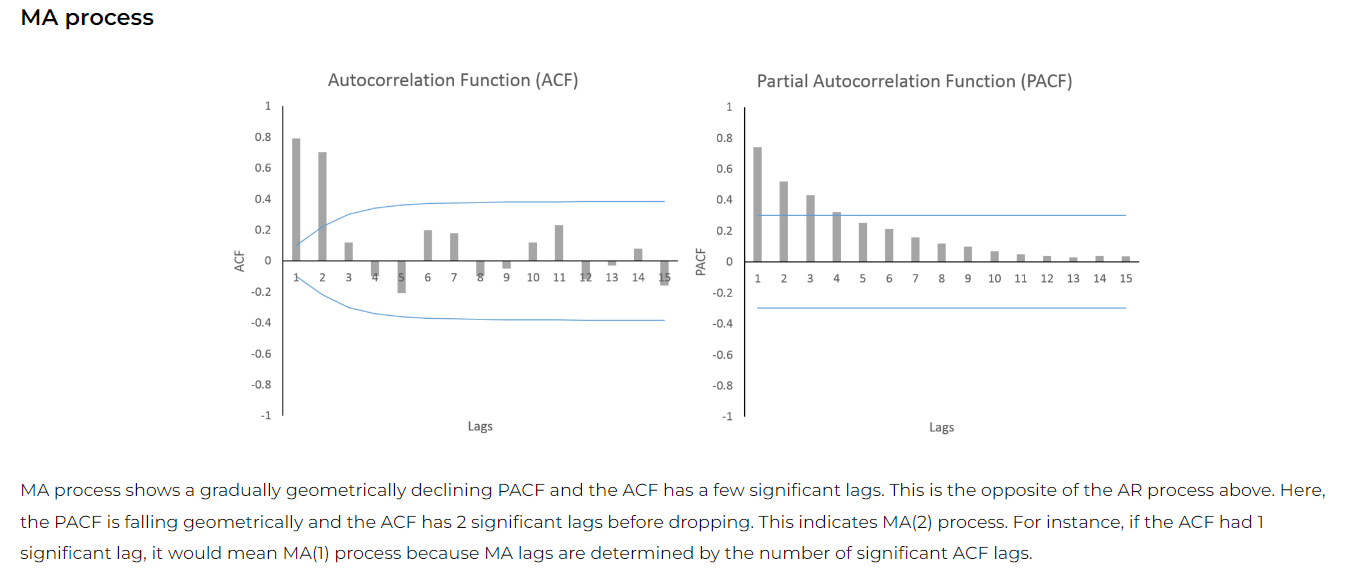 MA process
Autocorrelation Function (ACF)
1
0.8
0.6
0.4
0.2
0
-0.2
-0.4
-0.6
-0.8
-1
ACF
1 2 3 4 5 6 7 8 9 10 11 12 13 14 15
Lags
Partial Autocorrelation Function (PACF)
1
0.8
0.6
0.4
0.2
0
-0.2
-0.4
-0.6
-0.8
-1
PACF
1 2 3 4 5 6 7 8 9 10 11 12 13 14 15
Lags
MA process shows a gradually geometrically declining PACF and the ACF has a few significant lags. This is the opposite of the AR process above. Here,
the PACF is falling geometrically and the ACF has 2 significant lags before dropping. This indicates MA(2) process. For instance, if the ACF had 1
significant lag, it would mean MA(1) process because MA lags are determined by the number of significant ACF lags.